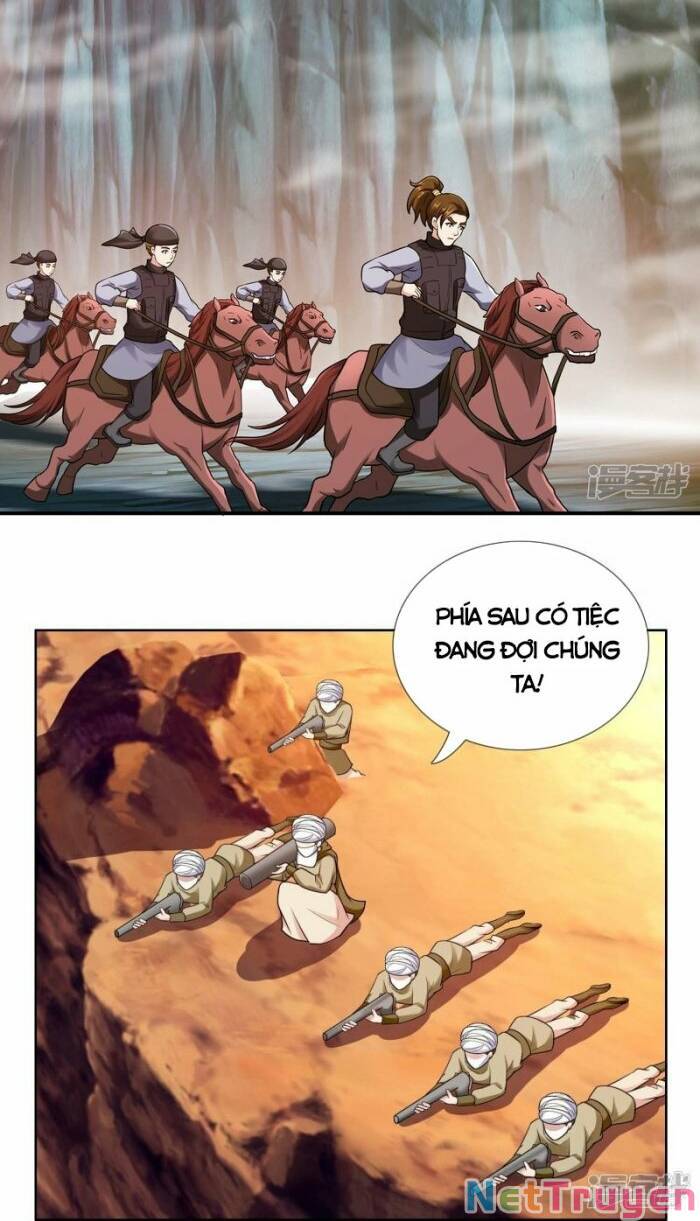 漫客栈
PHÍA SAU CÓ TIỆC
ĐANG ĐỢI CHÚNG
TA!
漫客栈
NetTruyen